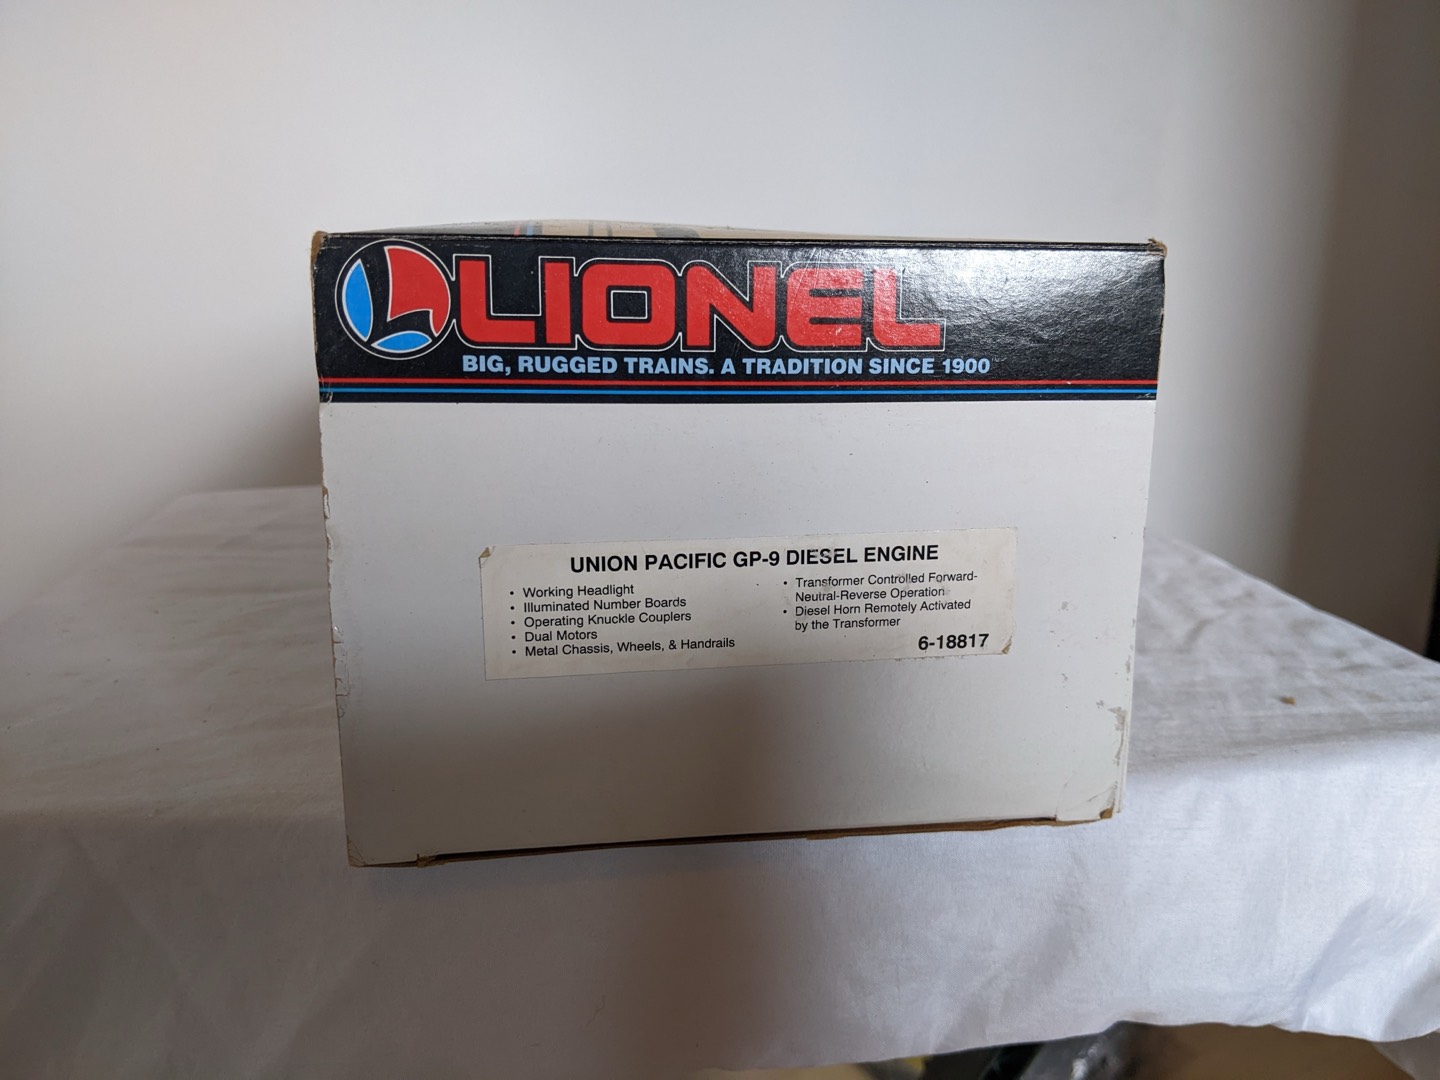 LIONEL
BIG, RUGGED TRAINS. A TRADITION SINCE 1900
UNION PACIFIC GP-9 DIESEL ENGINE
• Working Headlight
• Illuminated Number Boards
• Operating Knuckle Couplers
• Dual Motors
• Metal Chassis, Wheels, & Handrails
• Transformer Controlled Forward-
Neutral-Reverse Operation
• Diesel Horn Remotely Activated
by the Transformer
6-18817